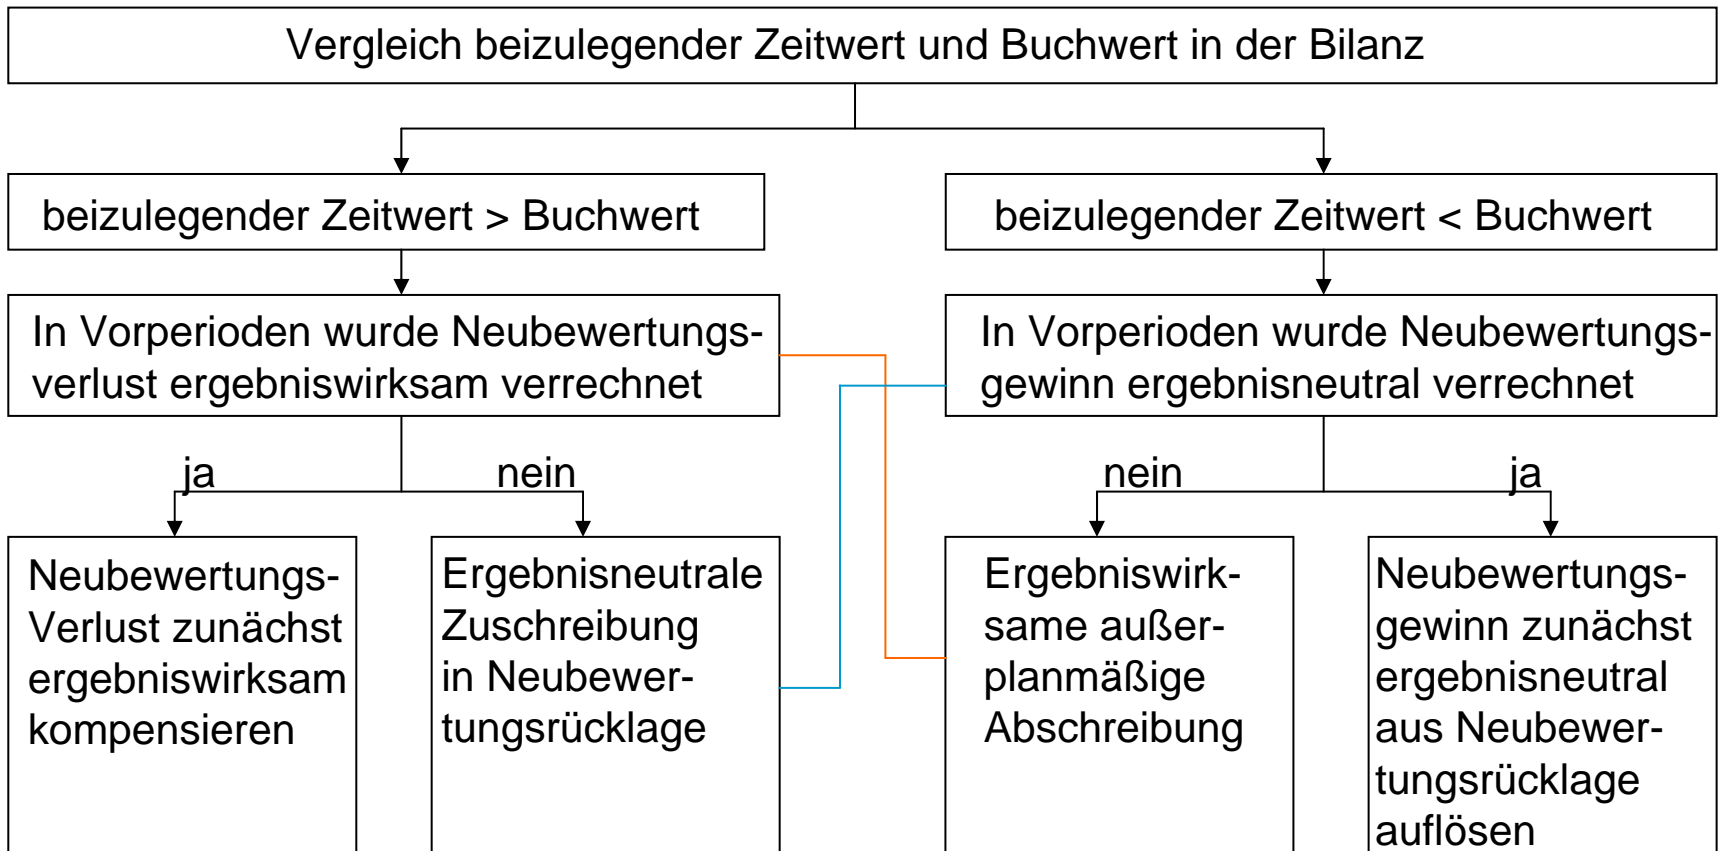 Vergleich beizulegender Zeitwert und Buchwert in der Bilanz
beizulegender Zeitwert > Buchwert
beizulegender Zeitwert < Buchwert
In Vorperioden wurde Neubewertungs-
verlust ergebniswirksam verrechnet
In Vorperioden wurde Neubewertungs-
gewinn ergebnisneutral verrechnet
ja
nein
nein
ja
Neubewertungs-
Verlust zunächst
ergebniswirksam
kompensieren
Ergebnisneutrale
Zuschreibung
in Neubewer-
tungsrücklage
Ergebniswirk-
same außer-
planmäßige
Abschreibung
Neubewertungs-
gewinn zunächst
ergebnisneutral
aus Neubewer-
tungsrücklage
auflösen